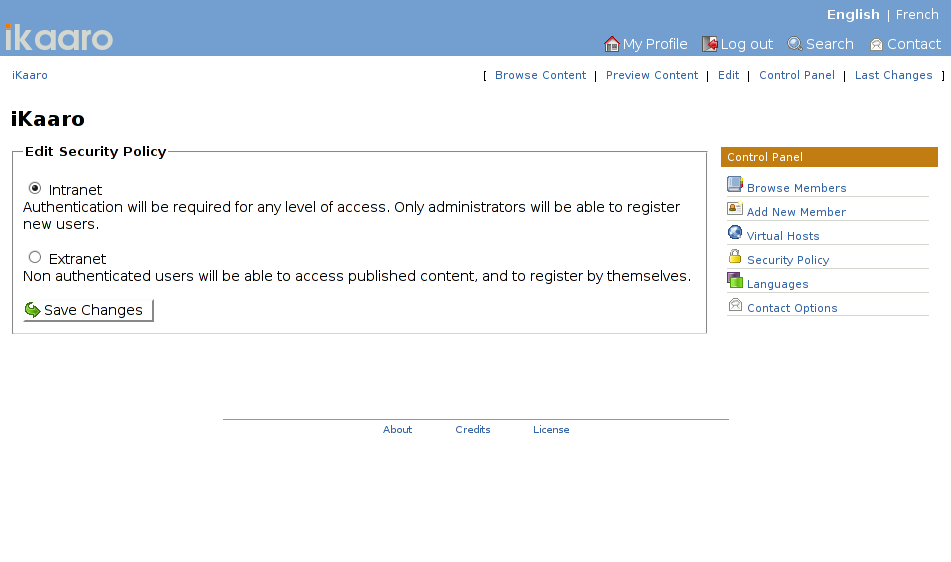 English | French
ikaaro
My Profile Log out Search Contact
iKaaro
[ Browse Content | Preview Content | Edit | Control Panel | Last Changes ]
iKaaro
Edit Security Policy
Intranet
Authentication will be required for any level of access. Only administrators will be able to register
new users.
Extranet
Non authenticated users will be able to access published content, and to register by themselves.
Save Changes
Control Panel
Browse Members
Add New Member
Virtual Hosts
Security Policy
Languages
Contact Options
About Credits License